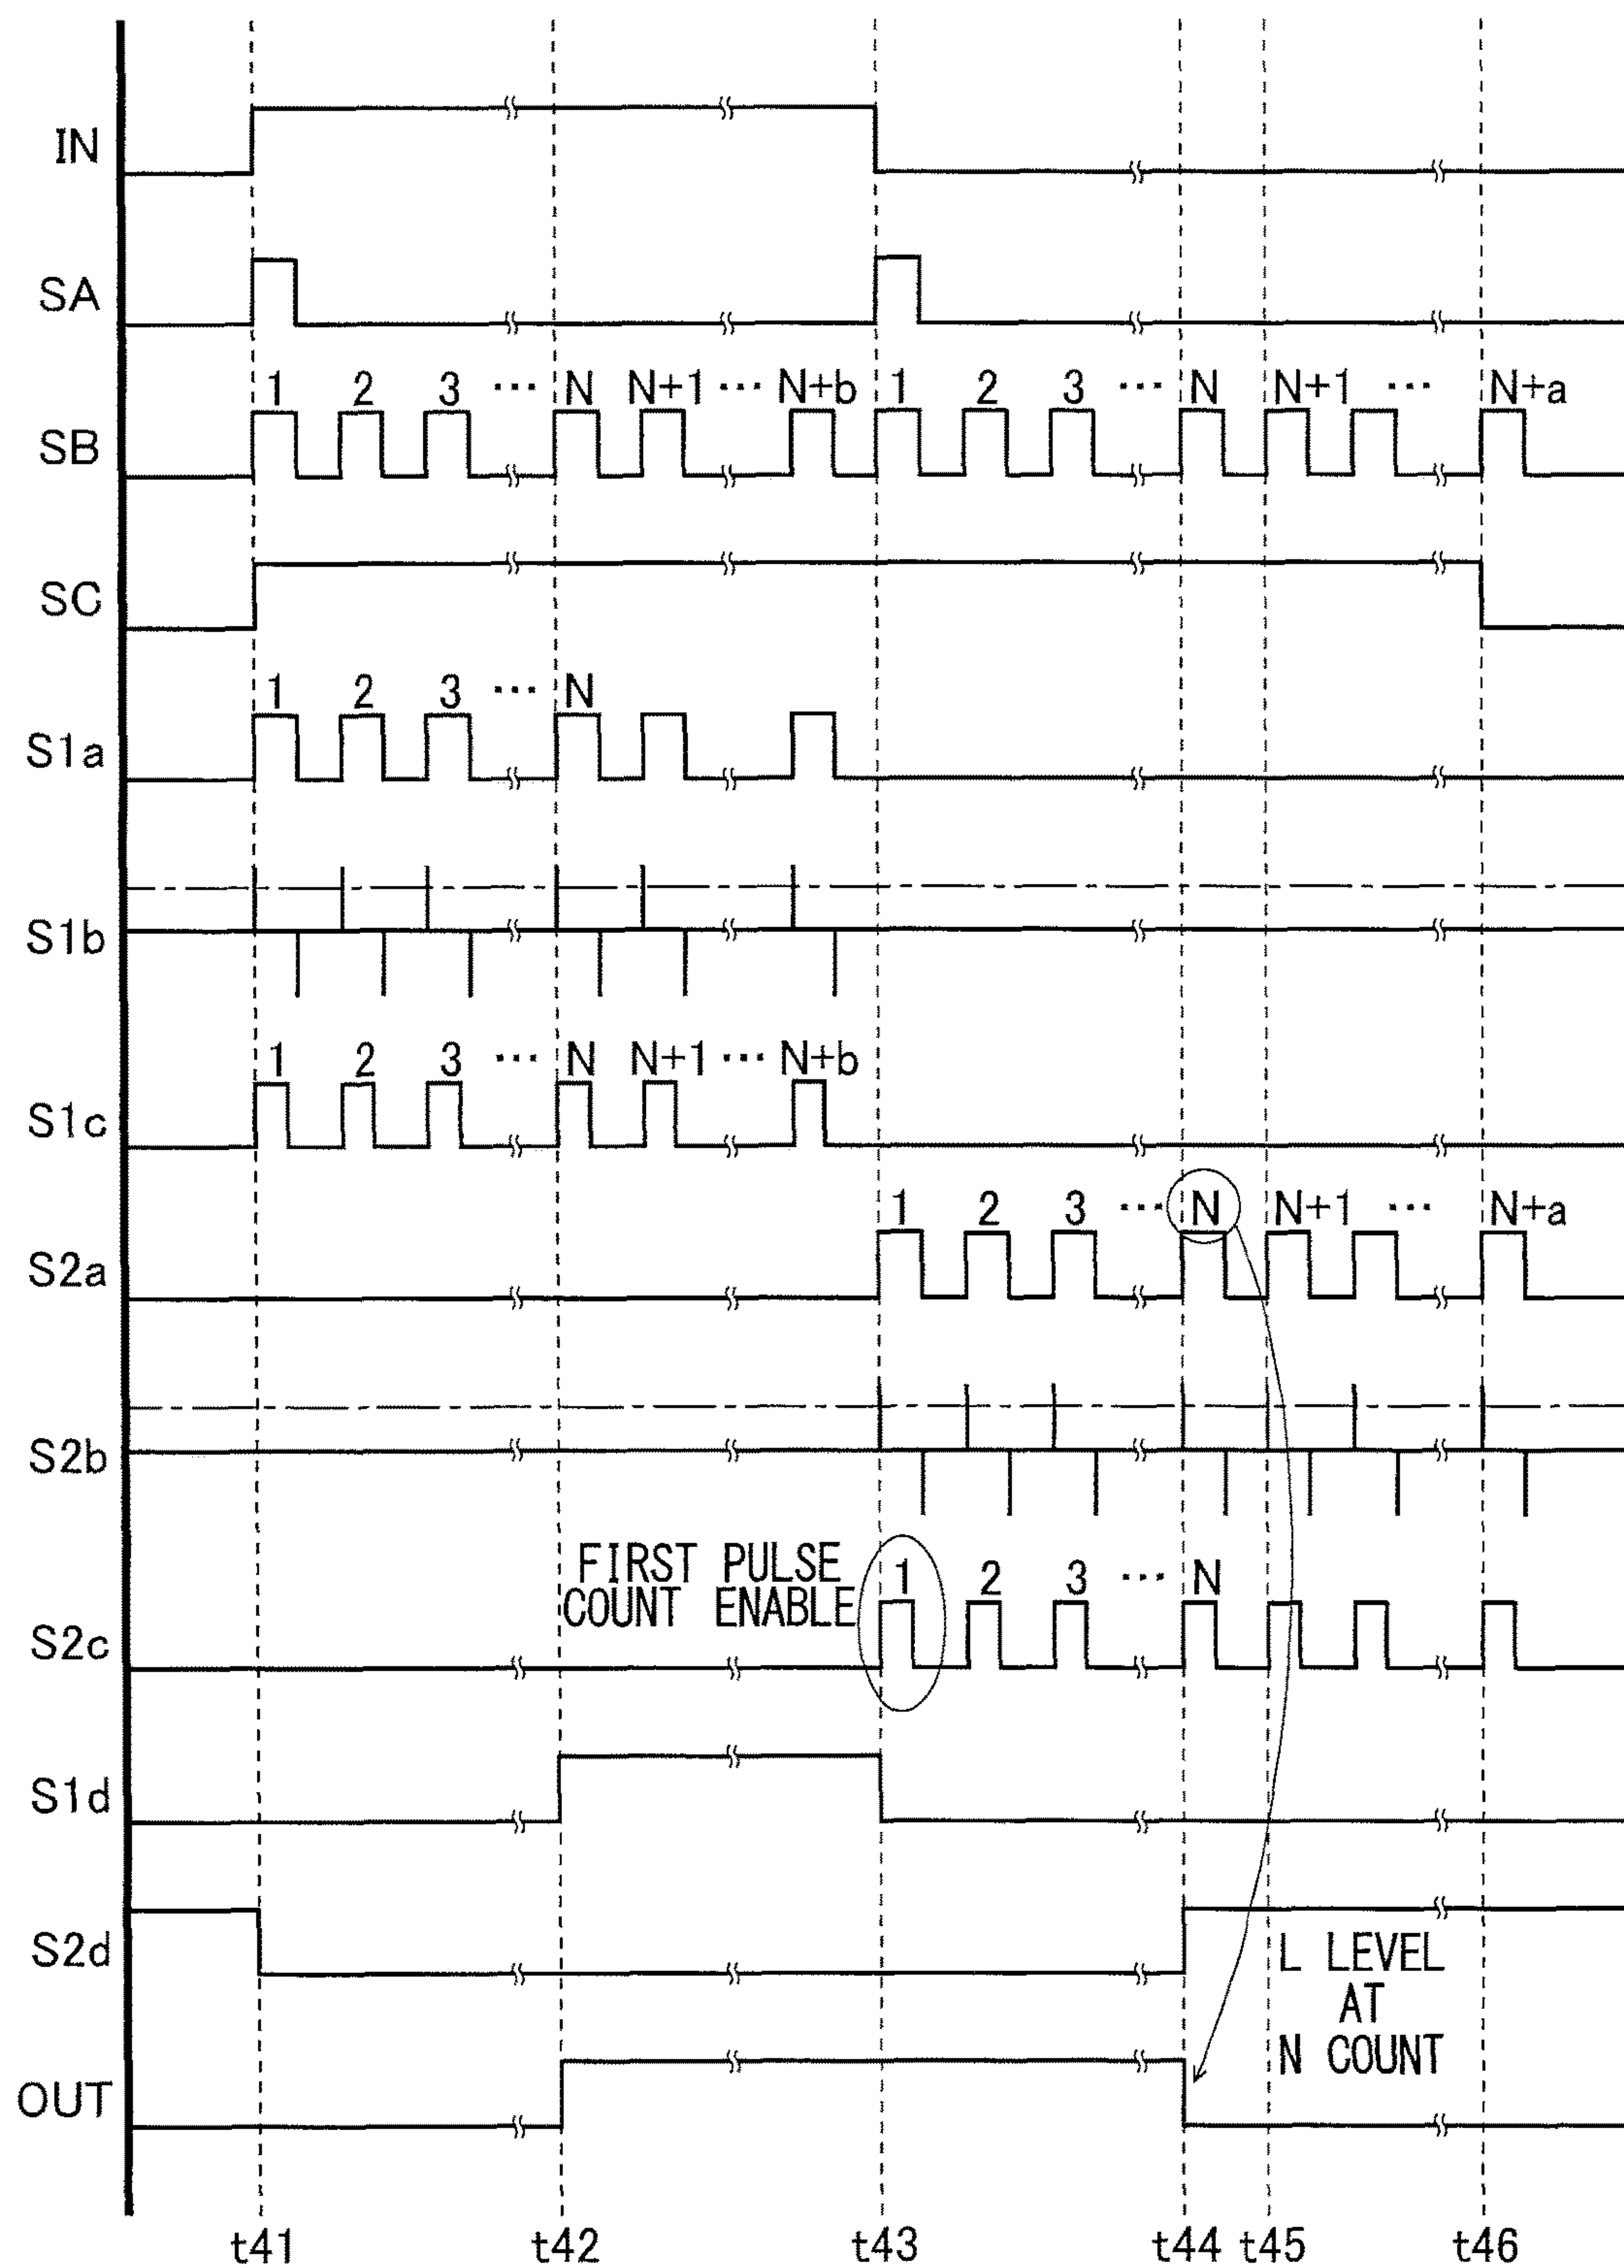 IN
SA
1 2 3 ··· N N+1 ··· N+b 1 2 3 ··· N N+1 ··· N+a
SB
SC
1 2 3 ··· N
S1a
S1b
1 2 3 ··· N N+1 ··· N+b
S1c
1 2 3 ··· N N+1 ··· N+a
S2a
S2b
FIRST PULSE
COUNT ENABLE
1 2 3 ··· N
S2c
S1d
S2d
L LEVEL
AT
N COUNT
OUT
t41 t42 t43 t44 t45 t46